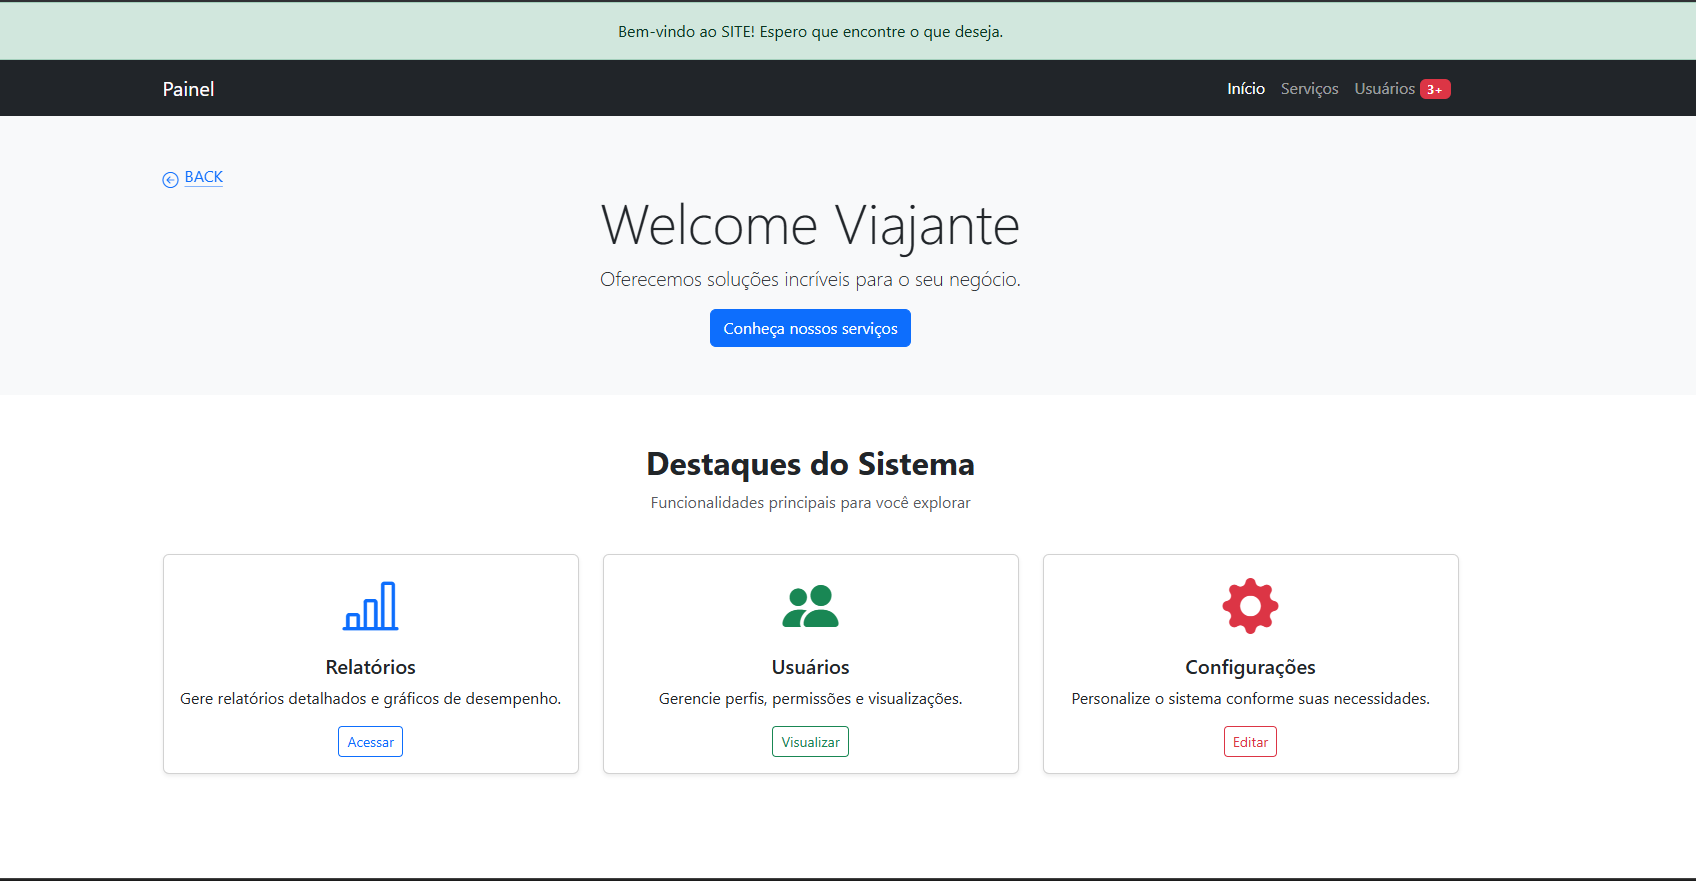 Bem-vindo ao SITE! Espero que encontre o que deseja.
Painel
Início Serviços Usuários 3+
BACK
Welcome Viajante
Oferecemos soluções incríveis para o seu negócio.
Conheça nossos serviços
Destaques do Sistema
Funcionalidades principais para você explorar
Relatórios
Gere relatórios detalhados e gráficos de desempenho.
Acessar
Usuários
Gerencie perfis, permissões e visualizações.
Visualizar
Configurações
Personalize o sistema conforme suas necessidades.
Editar